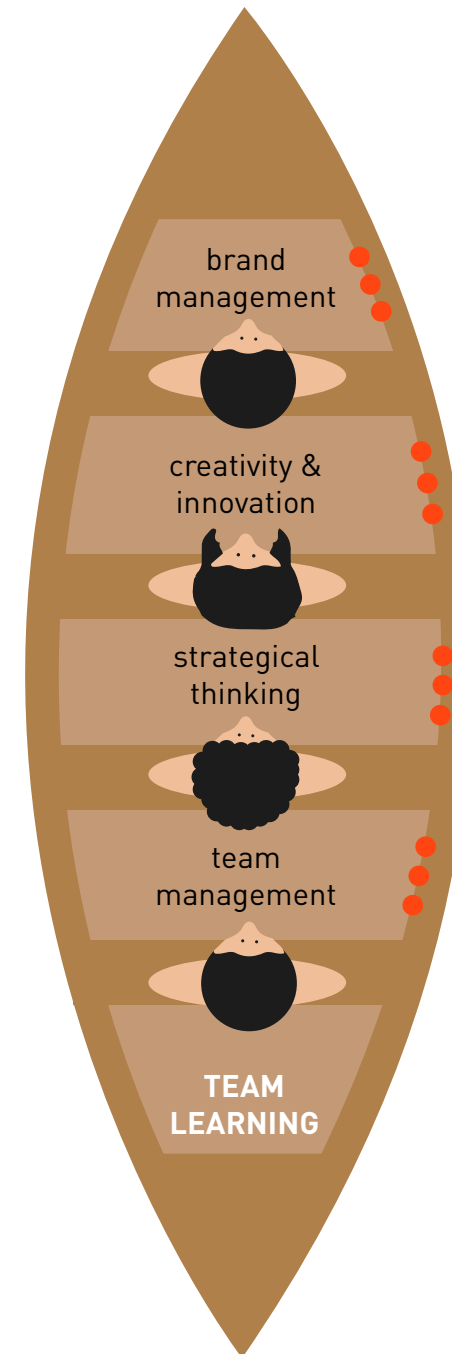 brand
management
creativity &
innovation
strategical
thinking
team
management
TEAM
LEARNING